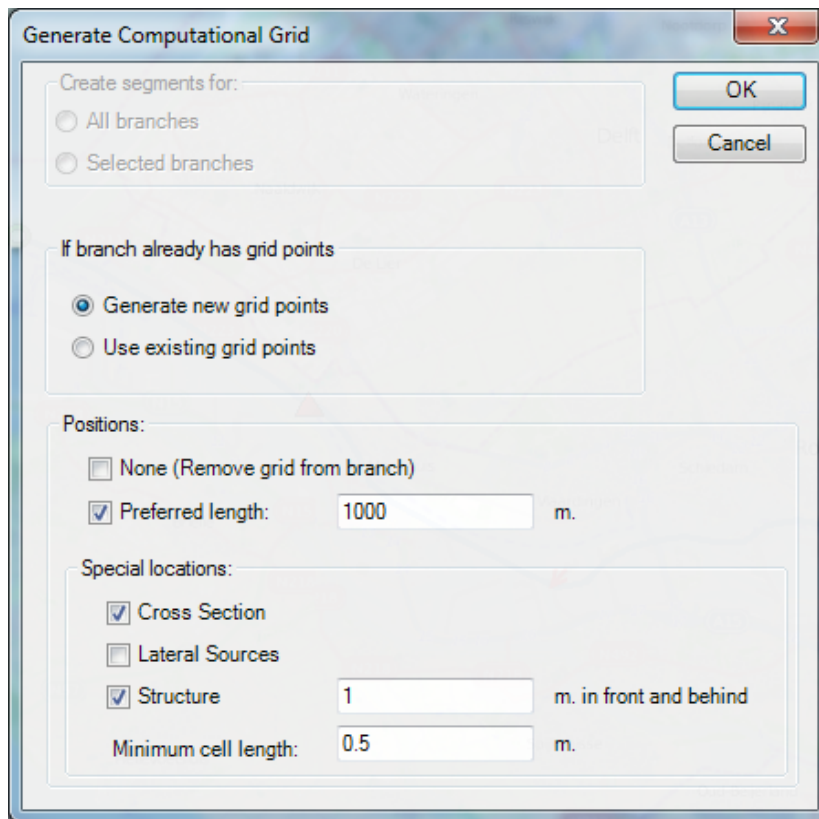 Generate Computational Grid
Create segments for:
OK
All branches
Cancel
Selected branches
If branch already has grid points
Generate new grid points
Use existing grid points
Positions:
None (Remove grid from branch)
Preferred length: 1000 m.
Special locations:
Cross Section
Lateral Sources
Structure 1 m. in front and behind
Minimum cell length: 0.5 m.